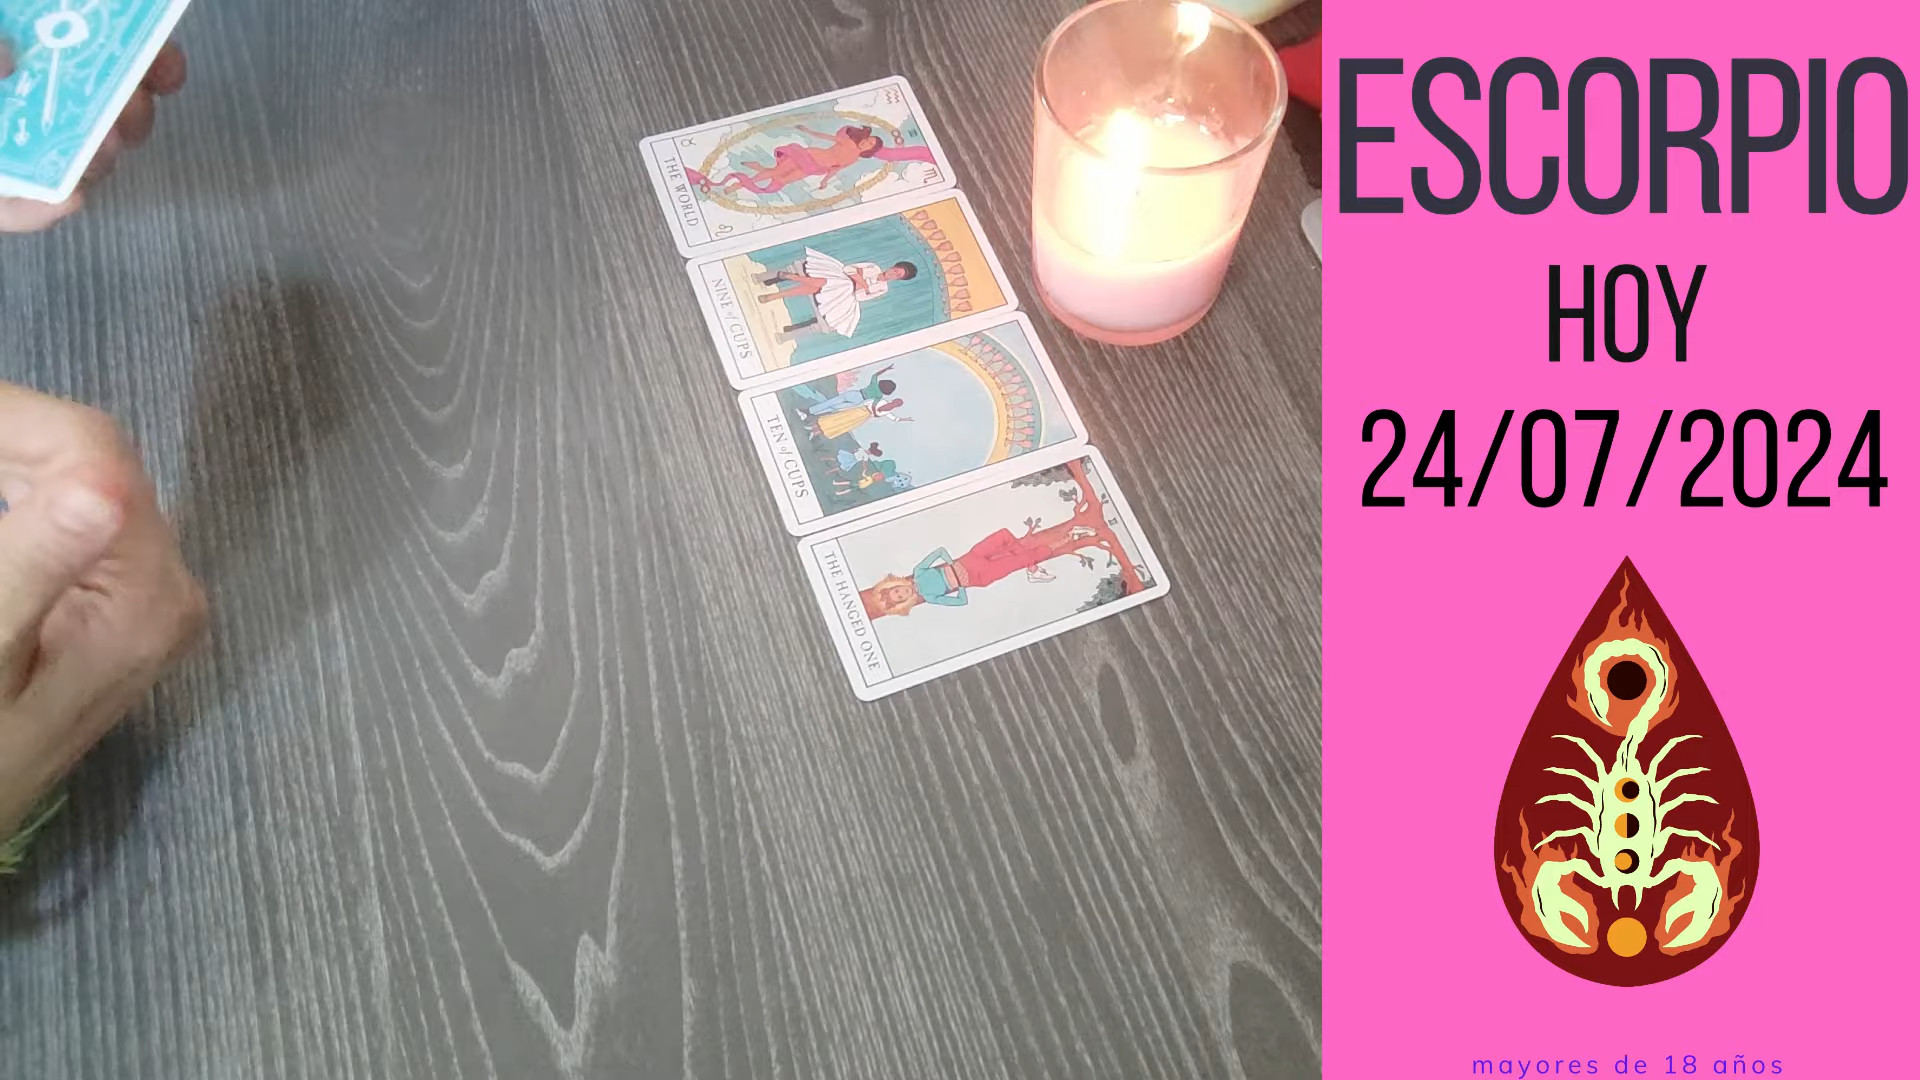 THE WORLD
NINE of CUPS
TEN of CUPS
THE HANGED ONE
ESCORPIO
HOY
24/07/2024
mayores de 18 años